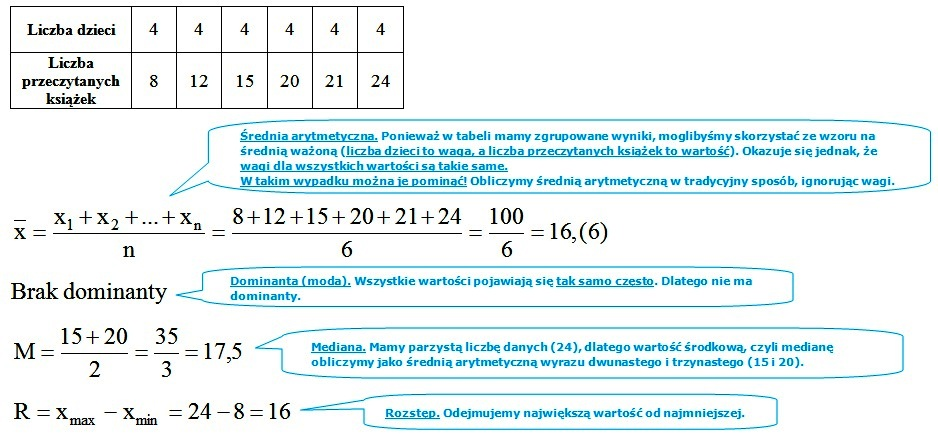 Liczba dzieci 4 4 4 4 4 4
Liczba
przeczytanych
książek 8 12 15 20 21 24
Średnia arytmetyczna. Ponieważ w tabeli mamy zgrupowane wyniki, moglibyśmy skorzystać ze wzoru na
średnią ważoną (liczba dzieci to waga, a liczba przeczytanych książek to wartość). Okazuje się jednak, że
wagi dla wszystkich wartości są takie same.
W takim wypadku można je pominąć! Obliczymy średnią arytmetyczną w tradycyjny sposób, ignorując wagi.
x̅ = (x₁ + x₂ + ... + xₙ)/n = (8+12+15+20+21+24)/6 = 100/6 = 16,(6)
Brak dominanty
Dominanta (moda). Wszystkie wartości pojawiają się tak samo często. Dlatego nie ma
dominanty.
M = (15+20)/2 = 35/3 = 17,5
Mediana. Mamy parzystą liczbę danych (24), dlatego wartość środkową, czyli medianę
obliczymy jako średnią arytmetyczną wyrazu dwunastego i trzynastego (15 i 20).
R = x_max − x_min = 24 − 8 = 16
Rozstęp. Odejmujemy największą wartość od najmniejszej.